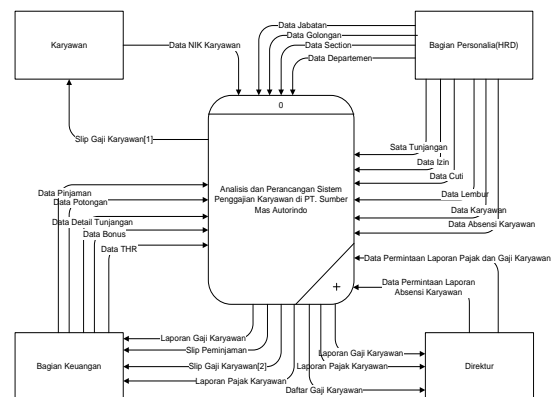 Karyawan
Data NIK Karyawan
Data Jabatan
Data Golongan
Data Section
Data Departemen
Bagian Personalia(HRD)
0
Slip Gaji Karyawan[1]
Analisis dan Perancangan Sistem
Penggajian Karyawan di PT. Sumber
Mas Autorindo
Sata Tunjangan
Data Izin
Data Cuti
Data Lembur
Data Karyawan
Data Absensi Karyawan
Data Pinjaman
Data Potongan
Data Detail Tunjangan
Data Bonus
Data THR
Data Permintaan Laporan Pajak dan Gaji Karyawan
Data Permintaan Laporan
Absensi Karyawan
+
Bagian Keuangan
Laporan Gaji Karyawan
Slip Peminjaman
Slip Gaji Karyawan[2]
Laporan Pajak Karyawan
Laporan Gaji Karyawan
Laporan Pajak Karyawan
Daftar Gaji Karyawan
Direktur